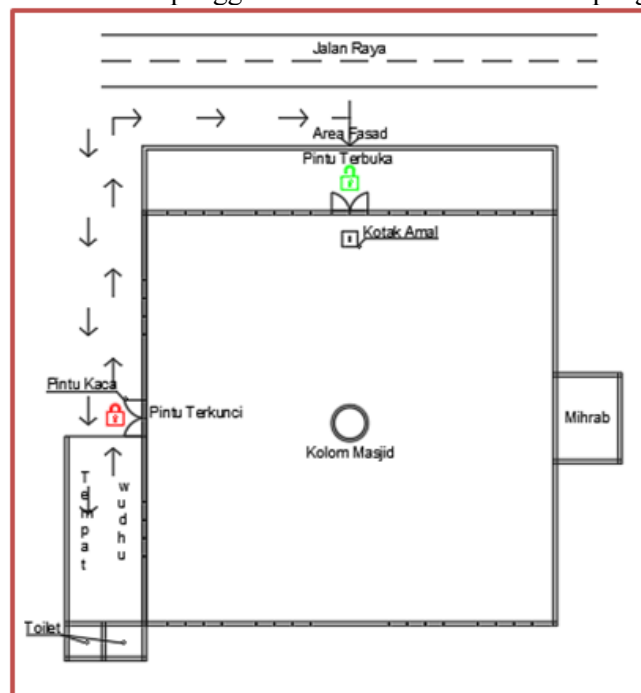 Jalan Raya
Area Fasad
Pintu Terbuka
Kotak Amal
Pintu Kaca
Pintu Terkunci
Kolom Masjid
Mihrab
Tempat
wudhu
Toilet